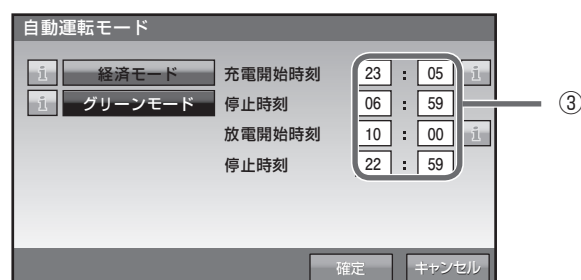 自動運転モード
i 経済モード 充電開始時刻 23 : 05 i
i グリーンモード 停止時刻 06 : 59 ③
放電開始時刻 10 : 00 i
停止時刻 22 : 59
確定 キャンセル